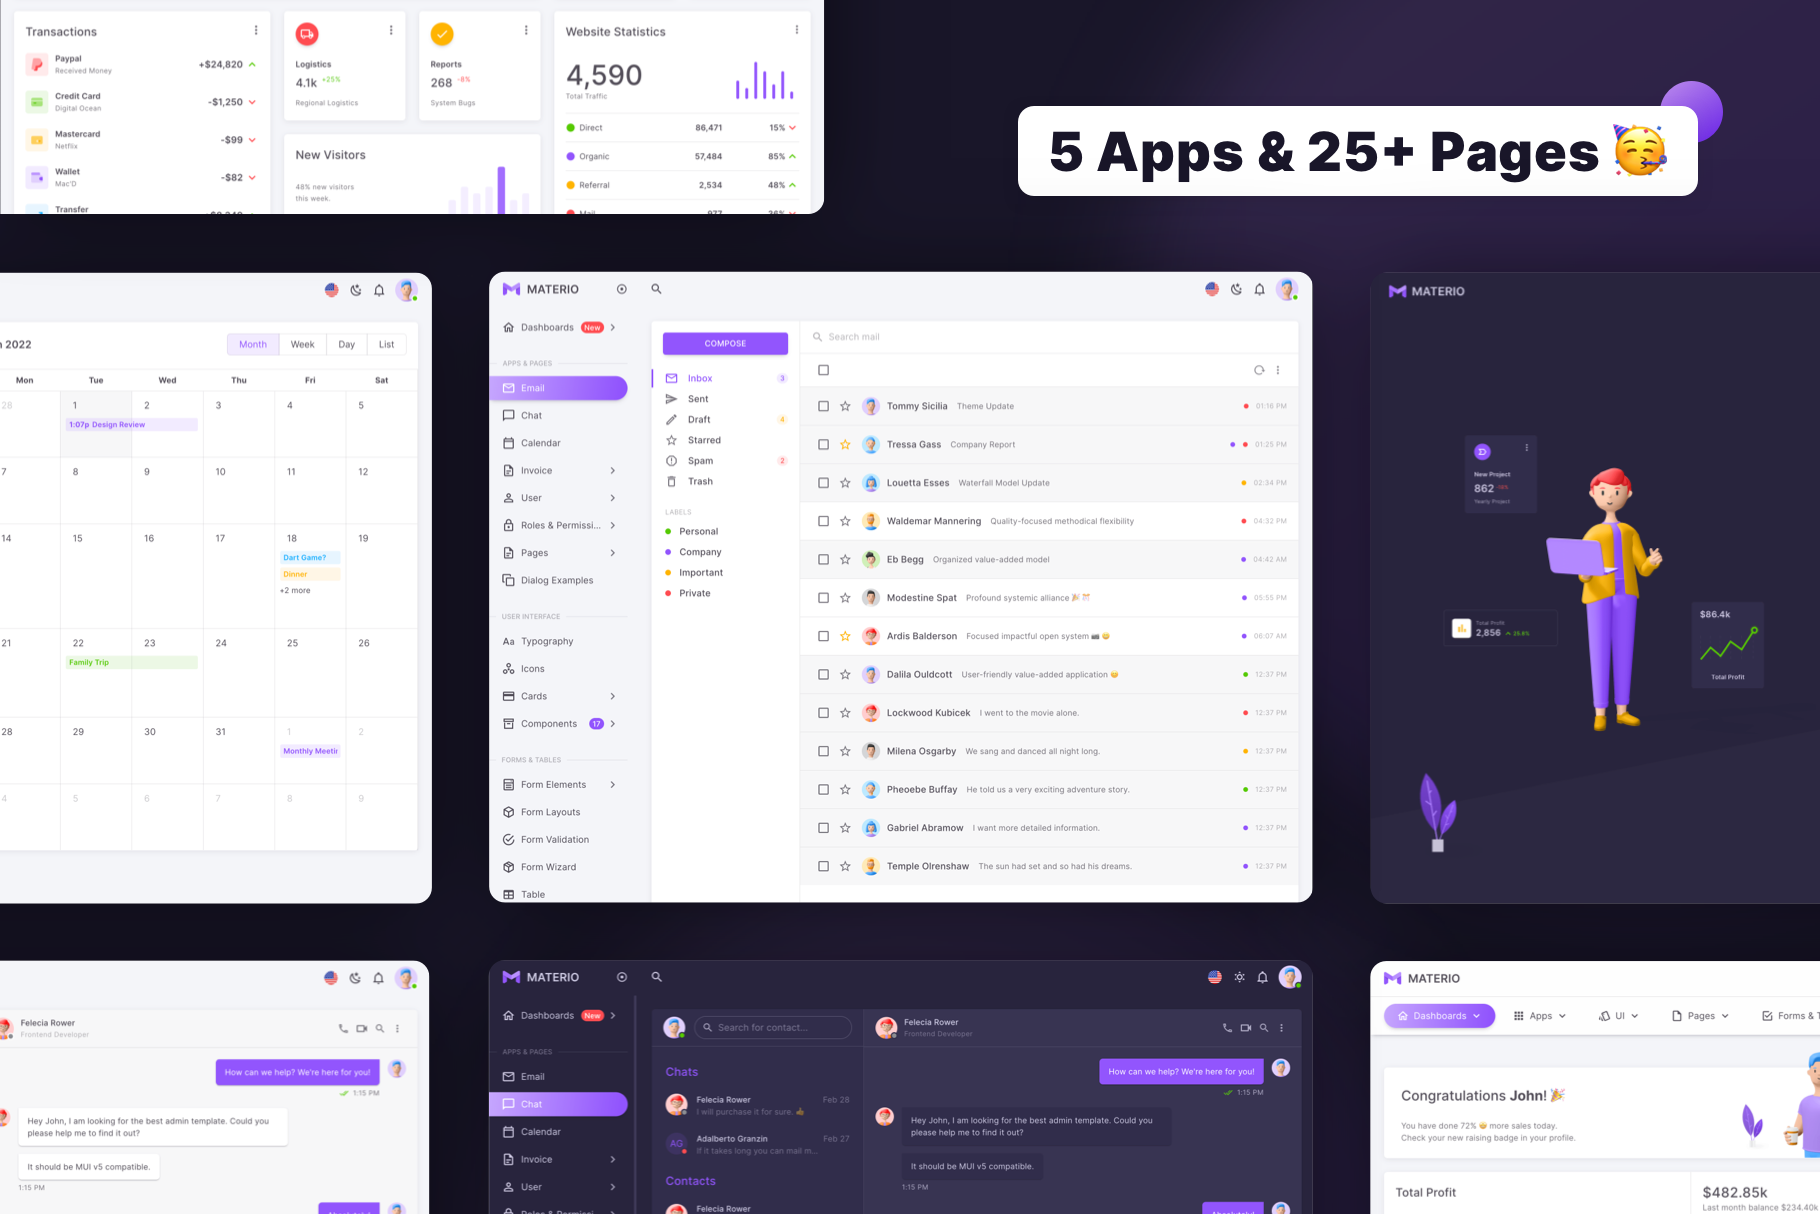 Transactions
Paypal
Received Money
+$24,820
Credit Card
Digital Ocean
-$1,250
Mastercard
Netflix
-$99
Wallet
Mac'D
-$82
Transfer
Logistics
4.1k +25%
Regional Logistics
Reports
268 -8%
System Bugs
New Visitors
48% new visitors
this week.
Website Statistics
4,590
Total Traffic
Direct 86,471 15%
Organic 57,484 85%
Referral 2,534 48%
Mail 977 36%
5 Apps & 25+ Pages 🥳
2022
Month Week Day List
Mon Tue Wed Thu Fri Sat
28 1 2 3 4 5
1:07p Design Review
7 8 9 10 11 12
14 15 16 17 18 19
Dart Game?
Dinner
+2 more
21 22 23 24 25 26
Family Trip
28 29 30 31 1 2
Monthly Meetin
4 5 6 7 8 9
MATERIO
Dashboards New
APPS & PAGES
Email
Chat
Calendar
Invoice
User
Roles & Permissi...
Pages
Dialog Examples
USER INTERFACE
Aa Typography
Icons
Cards
Components 17
FORMS & TABLES
Form Elements
Form Layouts
Form Validation
Form Wizard
Table
COMPOSE
Inbox 3
Sent
Draft 4
Starred
Spam 2
Trash
LABELS
Personal
Company
Important
Private
Search mail
Tommy Sicilia Theme Update 01:16 PM
Tressa Gass Company Report 01:25 PM
Louetta Esses Waterfall Model Update 02:34 PM
Waldemar Mannering Quality-focused methodical flexibility 04:32 PM
Eb Begg Organized value-added model 04:42 AM
Modestine Spat Profound systemic alliance 🎉 🎊 05:55 PM
Ardis Balderson Focused impactful open system 📷 😃 06:07 AM
Dalila Ouldcott User-friendly value-added application 😊 12:37 PM
Lockwood Kubicek I went to the movie alone. 12:37 PM
Milena Osgarby We sang and danced all night long. 12:37 PM
Pheoebe Buffay He told us a very exciting adventure story. 12:37 PM
Gabriel Abramow I want more detailed information. 12:37 PM
Temple Olrenshaw The sun had set and so had his dreams. 12:37 PM
MATERIO
New Project
862
Yearly Project
Total Profit
2,856
$86.4k
Total Profit
Felecia Rower
Frontend Developer
How can we help? We're here for you!
1:15 PM
Hey John, I am looking for the best admin template. Could you
please help me to find it out?
It should be MUI v5 compatible.
1:15 PM
MATERIO
Dashboards New
APPS & PAGES
Email
Chat
Calendar
Invoice
User
Search for contact...
Chats
Felecia Rower Feb 28
I will purchase it for sure. 👍
AG Adalberto Granzin Feb 27
If it takes long you can mail m...
Contacts
Felecia Rower
Felecia Rower
Frontend Developer
How can we help? We're here for you!
1:15 PM
Hey John, I am looking for the best admin template. Could you
please help me to find it out?
It should be MUI v5 compatible.
1:15 PM
MATERIO
Dashboards Apps UI Pages Forms &
Congratulations John! 🎉
You have done 72% 🤩 more sales today.
Check your new raising badge in your profile.
Total Profit
$482.85k
Last month balance $234.40k